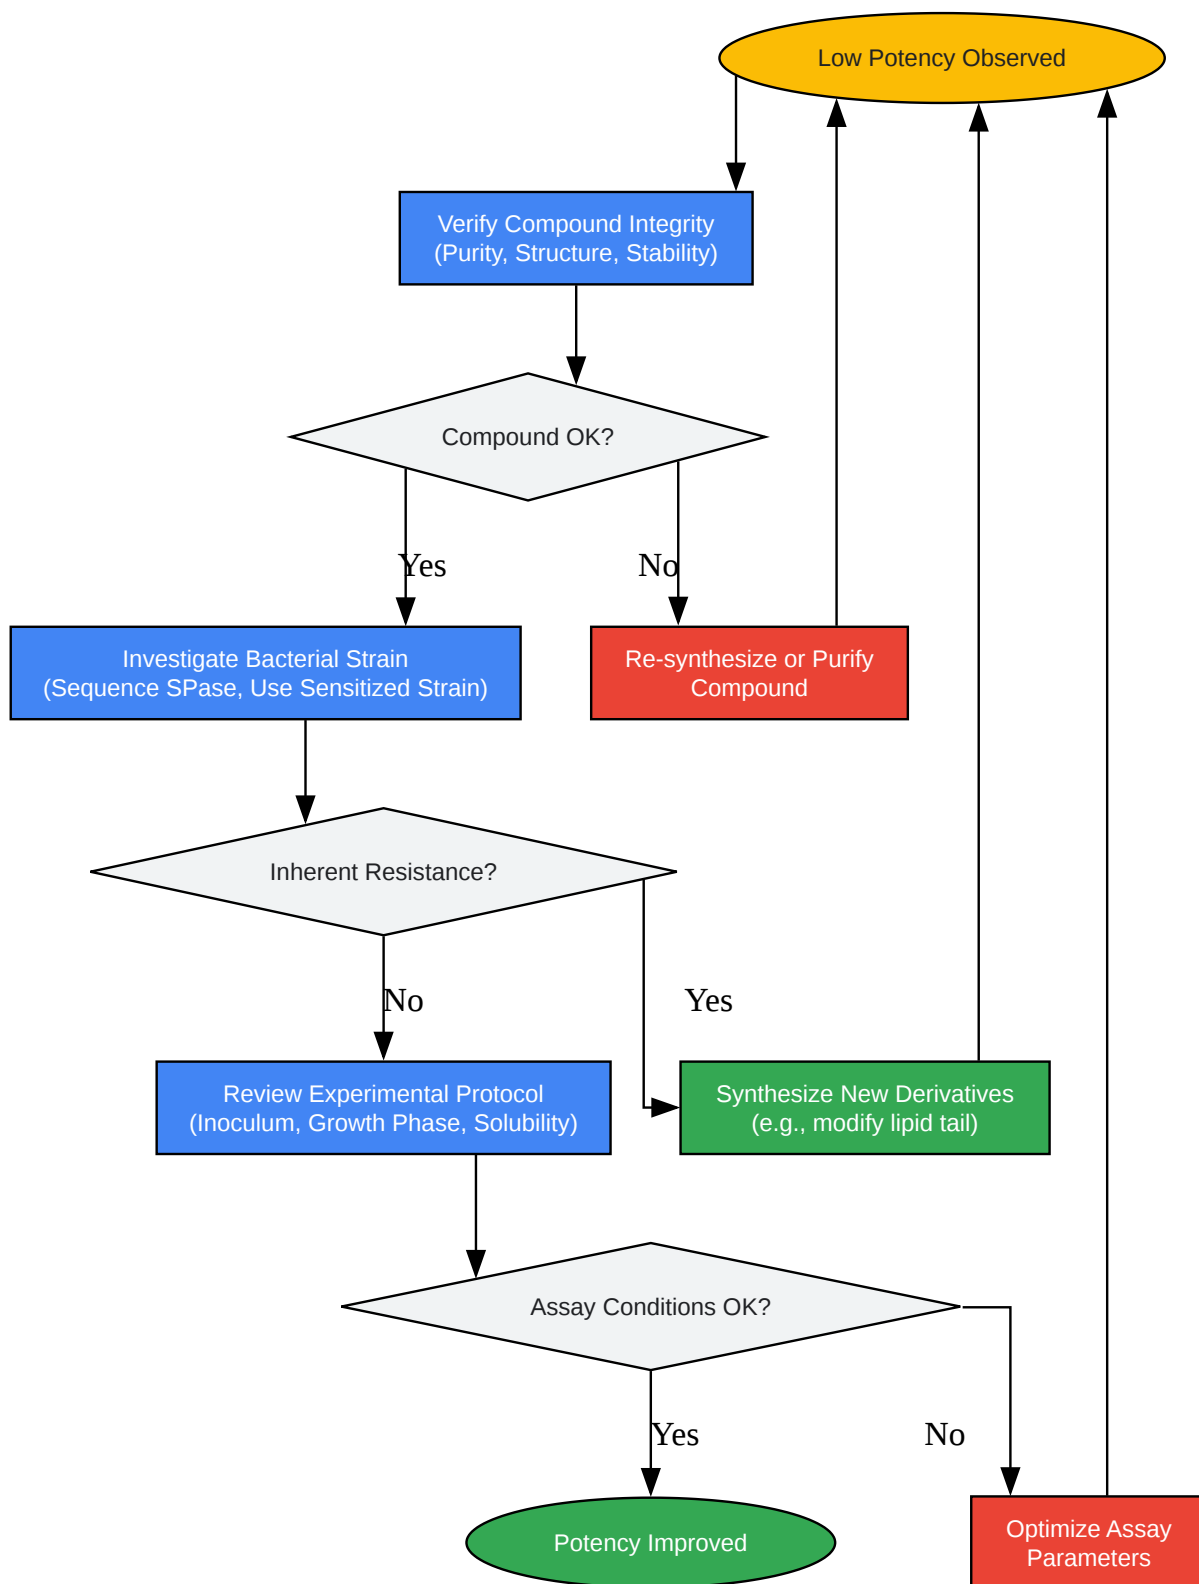 Low Potency Observed
Verify Compound Integrity
(Purity, Structure, Stability)
Compound OK?
Yes
No
Investigate Bacterial Strain
(Sequence SPase, Use Sensitized Strain)
Re-synthesize or Purify
Compound
Inherent Resistance?
No
Yes
Review Experimental Protocol
(Inoculum, Growth Phase, Solubility)
Synthesize New Derivatives
(e.g., modify lipid tail)
Assay Conditions OK?
Yes
No
Potency Improved
Optimize Assay
Parameters